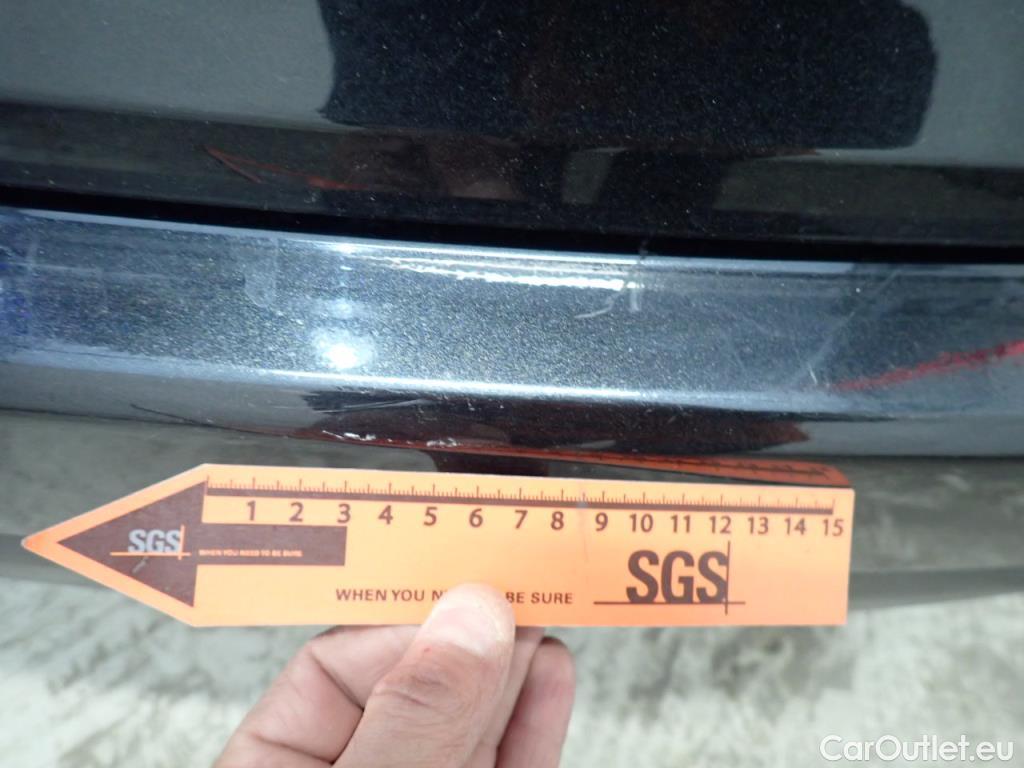 1 2 3 4 5 6 7 8 9 10 11 12 13 14 15
SGS WHEN YOU NEED TO BE SURE
SGS
WHEN YOU N BE SURE
CarOutlet.eu